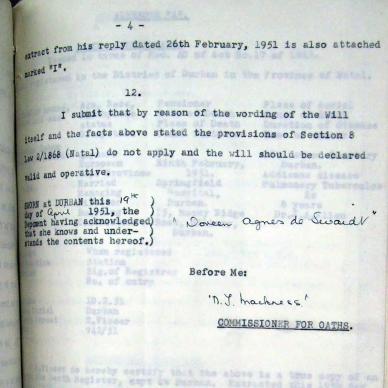 - 4 -
extract from his reply dated 26th February, 1951 is also attached
marked "I".
12.
I submit that by reason of the wording of the Will
itself and the facts above stated the provisions of Section 8
law 2/1868 (Natal) do not apply and the will should be declared
valid and operative.
SWORN at DURBAN this 19th )
day of April 1951, the )
Deponent having acknowledged)
that she knows and under- )
stands the contents hereof.)
"Doreen Agnes de Swardt"
Before Me:
COMMISSIONER FOR OATHS.